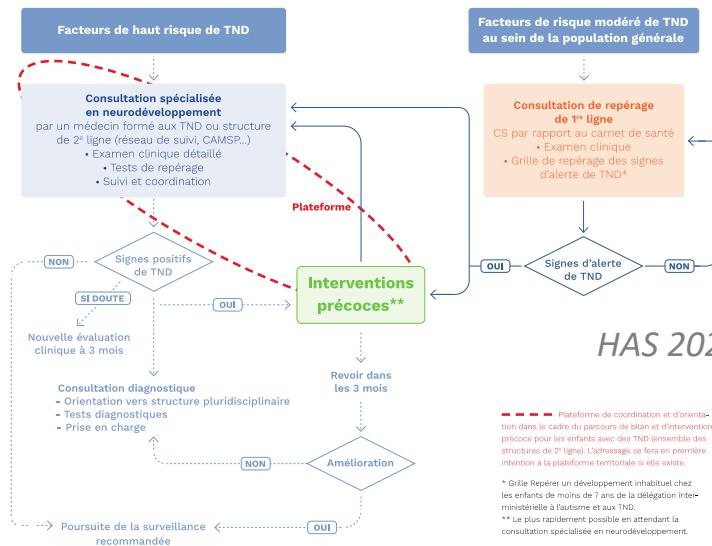 Facteurs de haut risque de TND
Facteurs de risque modéré de TND
au sein de la population générale
Consultation spécialisée
en neurodéveloppement
par un médecin formé aux TND ou structure
de 2e ligne (réseau de suivi, CAMSP...)
• Examen clinique détaillé
• Tests de repérage
• Suivi et coordination
Consultation de repérage
de 1re ligne
CS par rapport au carnet de santé
• Examen clinique
• Grille de repérage des signes
d'alerte de TND*
Plateforme
NON
Signes positifs
de TND
SI DOUTE
OUI
Interventions
précoces**
OUI
Signes d'alerte
de TND
NON
Nouvelle évaluation
clinique à 3 mois
HAS 202
Revoir dans
les 3 mois
Consultation diagnostique
- Orientation vers structure pluridisciplinaire
- Tests diagnostiques
- Prise en charge
NON
Amélioration
OUI
Poursuite de la surveillance
recommandée
Plateforme de coordination et d'orienta-
tion dans le cadre du parcours de bilan et d'intervention
précoce pour les enfants avec des TND (ensemble des
structures de 2e ligne). L'adressage se fera en première
intention à la plateforme territoriale si elle existe.
* Grille Repérer un développement inhabituel chez
les enfants de moins de 7 ans de la délégation inter-
ministérielle à l'autisme et aux TND.
** Le plus rapidement possible en attendant la
consultation spécialisée en neurodéveloppement.